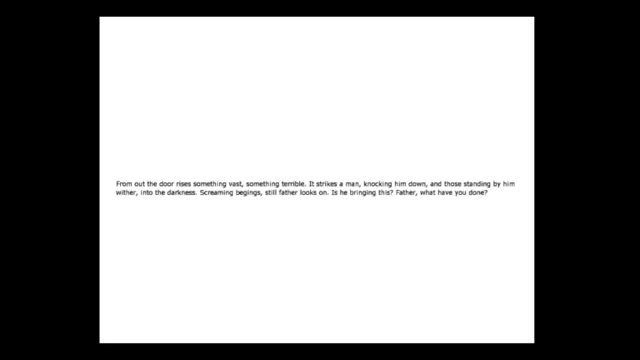 From out the door rises something vast, something terrible. It strikes a man, knocking him down, and those standing by him
wither, into the darkness. Screaming begings, still father looks on. Is he bringing this? Father, what have you done?